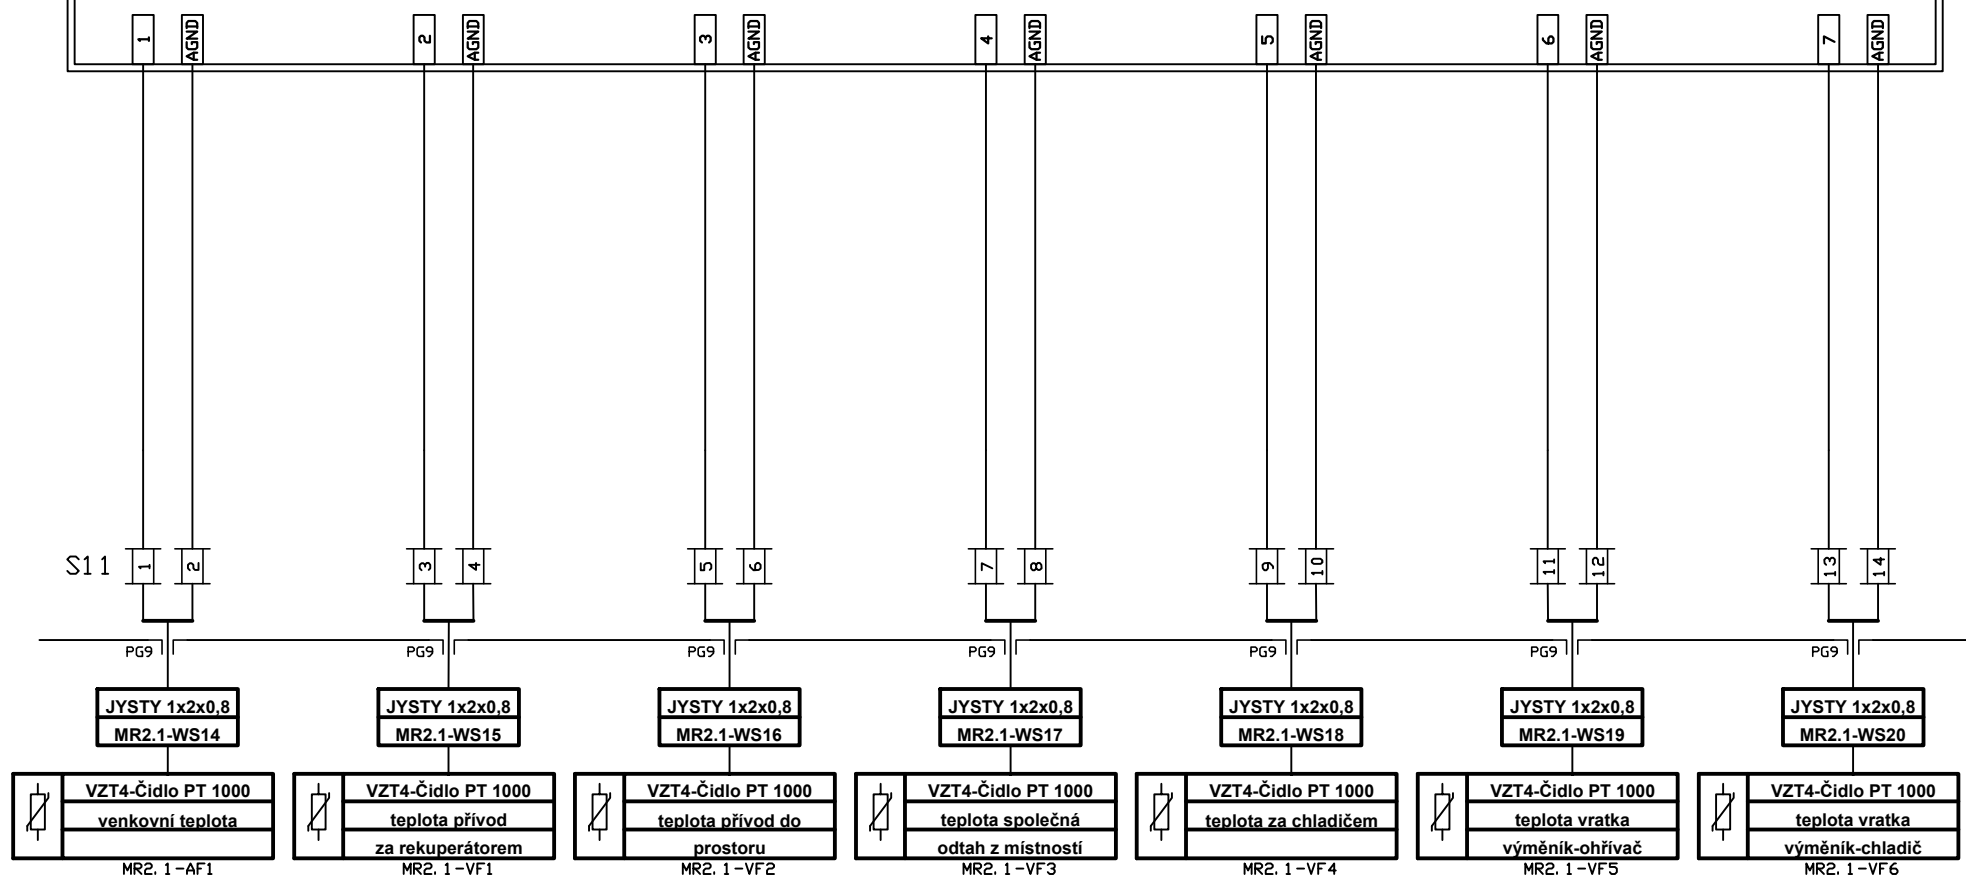 1 AGND 2 AGND 3 AGND 4 AGND 5 AGND 6 AGND 7 AGND
S11 1 2 3 4 5 6 7 8 9 10 11 12 13 14
PG9 PG9 PG9 PG9 PG9 PG9 PG9
JYSTY 1x2x0,8 JYSTY 1x2x0,8 JYSTY 1x2x0,8 JYSTY 1x2x0,8 JYSTY 1x2x0,8 JYSTY 1x2x0,8 JYSTY 1x2x0,8
MR2.1-WS14 MR2.1-WS15 MR2.1-WS16 MR2.1-WS17 MR2.1-WS18 MR2.1-WS19 MR2.1-WS20
VZT4-Čidlo PT 1000 VZT4-Čidlo PT 1000 VZT4-Čidlo PT 1000 VZT4-Čidlo PT 1000 VZT4-Čidlo PT 1000 VZT4-Čidlo PT 1000 VZT4-Čidlo PT 1000
venkovní teplota teplota přívod teplota přívod do teplota společná teplota za chladičem teplota vratka teplota vratka
za rekuperátorem prostoru odtah z místností výměník-ohřívač výměník-chladič
MR2.1-AF1 MR2.1-VF1 MR2.1-VF2 MR2.1-VF3 MR2.1-VF4 MR2.1-VF5 MR2.1-VF6